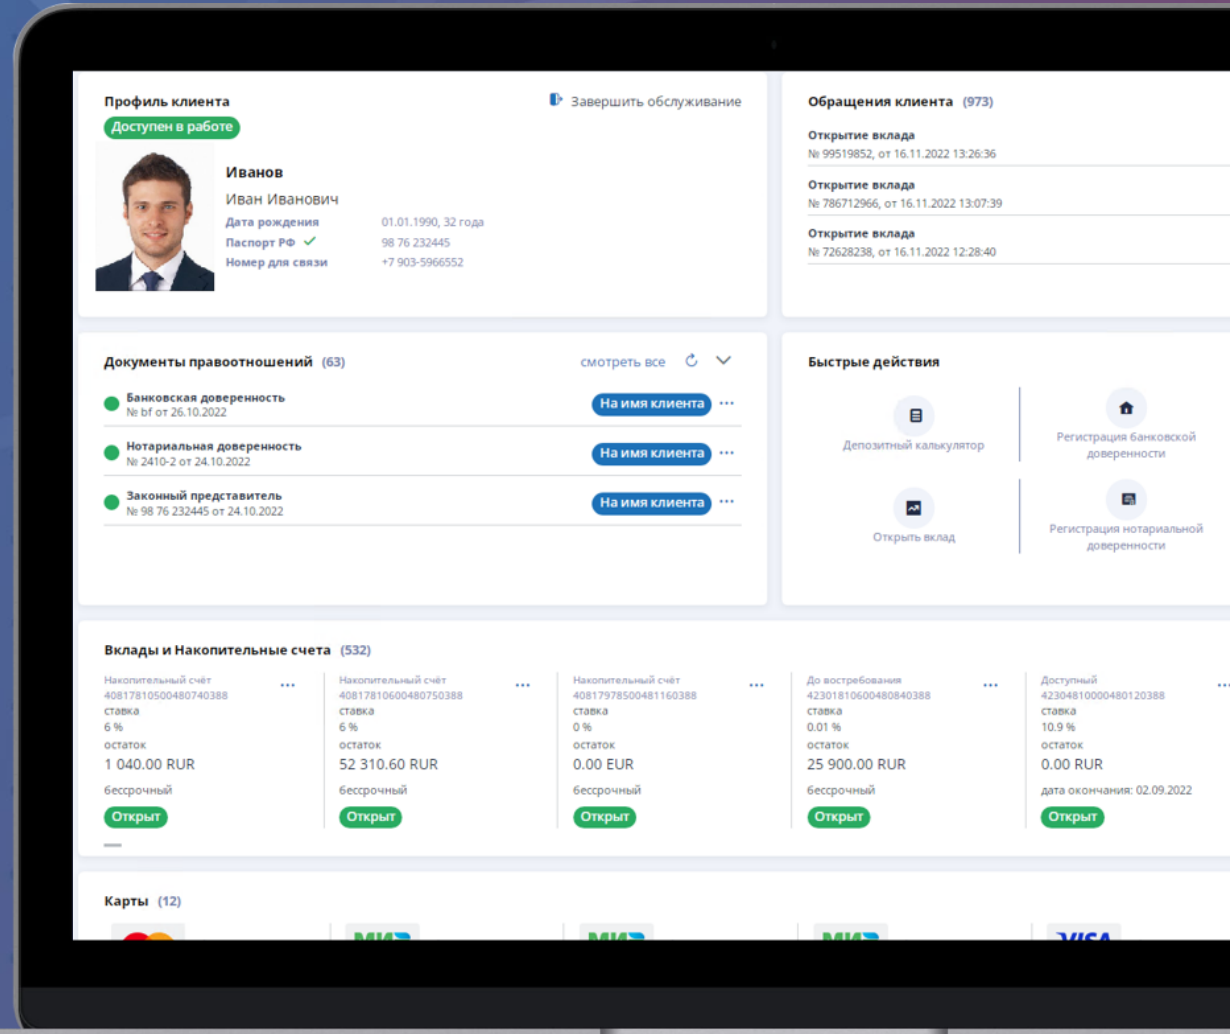 Профиль клиента
Завершить обслуживание
Доступен в работе
Иванов
Иван Иванович
Дата рождения 01.01.1990, 32 года
Паспорт РФ 98 76 232445
Номер для связи +7 903-5966552
Обращения клиента (973)
Открытие вклада
№ 99519852, от 16.11.2022 13:26:36
Открытие вклада
№ 786712966, от 16.11.2022 13:07:39
Открытие вклада
№ 72628238, от 16.11.2022 12:28:40
Документы правоотношений (63)
смотреть все
Банковская доверенность
№ bf от 26.10.2022
На имя клиента
Нотариальная доверенность
№ 2410-2 от 24.10.2022
На имя клиента
Законный представитель
№ 98 76 232445 от 24.10.2022
На имя клиента
Быстрые действия
Депозитный калькулятор
Регистрация банковской
доверенности
Открыть вклад
Регистрация нотариальной
доверенности
Вклады и Накопительные счета (532)
Накопительный счёт
40817810500480740388
ставка
6 %
остаток
1 040.00 RUR
бессрочный
Открыт
Накопительный счёт
40817810600480750388
ставка
6 %
остаток
52 310.60 RUR
бессрочный
Открыт
Накопительный счёт
40817978500481160388
ставка
0 %
остаток
0.00 EUR
бессрочный
Открыт
До востребования
42301810600480840388
ставка
0.01 %
остаток
25 900.00 RUR
бессрочный
Открыт
Доступный
42304810000480120388
ставка
10.9 %
остаток
0.00 RUR
дата окончания: 02.09.2022
Открыт
Карты (12)
МИР
МИР
МИР
VISA